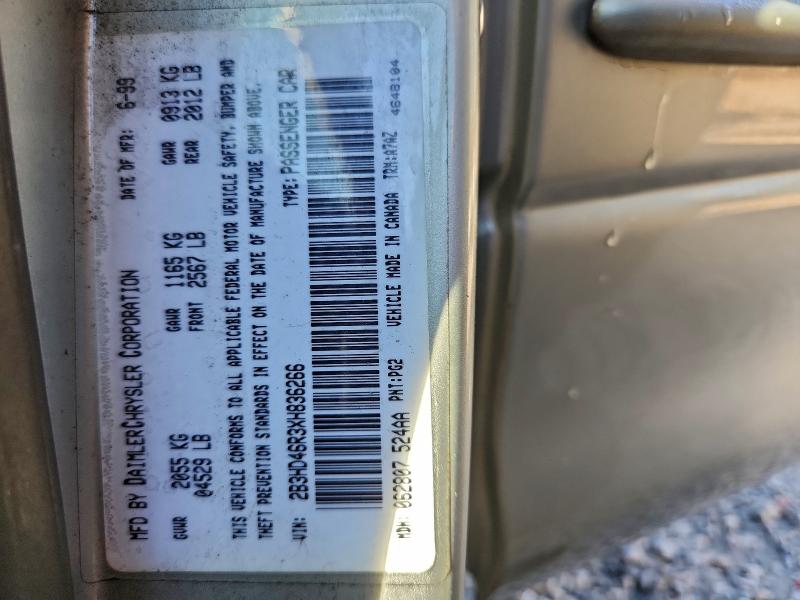 MFD BY DAIMLERCHRYSLER CORPORATION DATE OF MFR: 6-99
GVWR 2055 KG GAWR 1165 KG GAWR 0913 KG
04529 LB FRONT 2567 LB REAR 2012 LB
THIS VEHICLE CONFORMS TO ALL APPLICABLE FEDERAL MOTOR VEHICLE SAFETY, BUMPER AND
THEFT PREVENTION STANDARDS IN EFFECT ON THE DATE OF MANUFACTURE SHOWN ABOVE.
VIN: 2B3HD46R3XH836266 TYPE: PASSENGER CAR
MDH: 062807 524AA PNT:PG2 VEHICLE MADE IN CANADA TRM:A7AZ
4648104